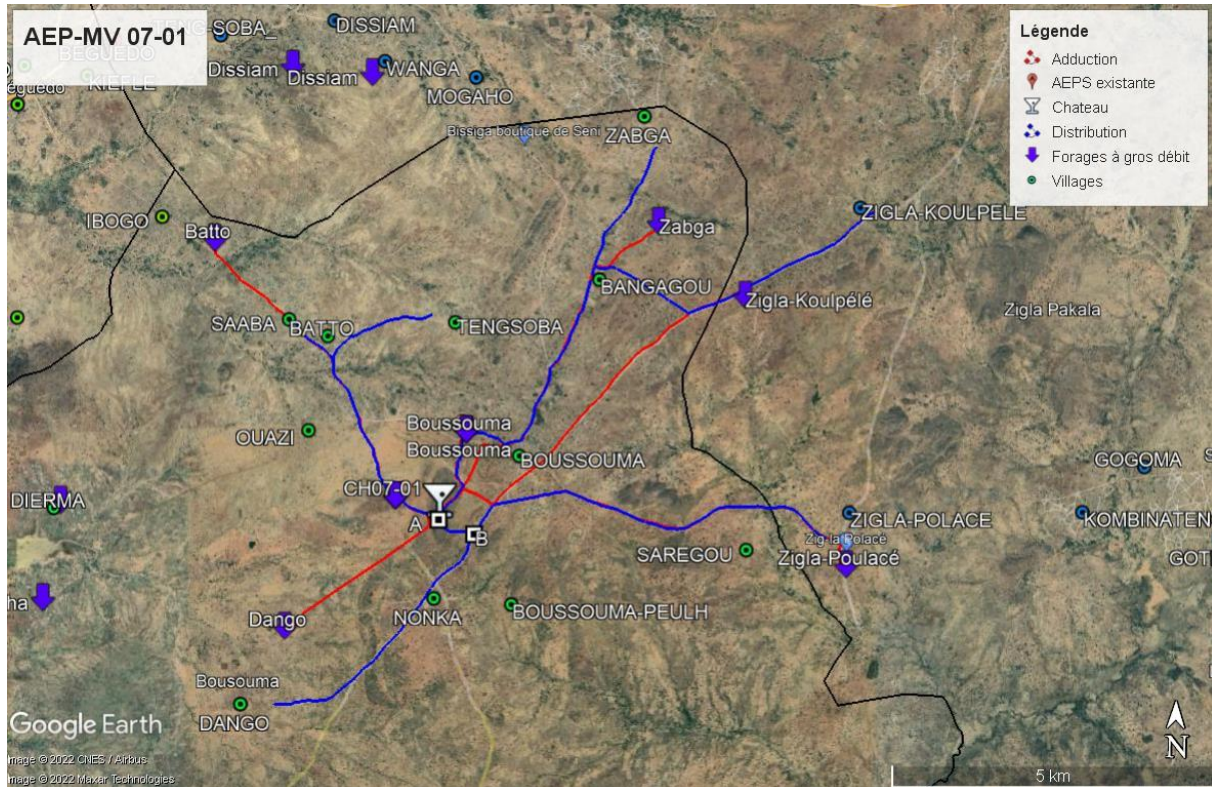 AEP-MV 07-01
TENG-SOBA_
DISSIAM
BEGUEDO
KIEFLE
Dissiam
Dissiam
WANGA
MOGAHO
Bissiga boutique de Seni
ZABGA
Légende
Adduction
AEPS existante
Chateau
Distribution
Forages à gros débit
Villages
IBOGO
Batto
Zabga
ZIGLA-KOULPELE
BANGAGOU
Zigla-Koulpélé
Zigla Pakala
SAABA
BATTO
TENGSOBA
OUAZI
Boussouma
Boussouma
BOUSSOUMA
GOGOMA
DIERMA
CH07-01
A
B
ZIGLA-POLACE
Zig-la Polacé
Zigla-Poulacé
KOMBINATEN
SAREGOU
Dango
NONKA
BOUSSOUMA-PEULH
Bousouma
DANGO
Google Earth
Image © 2022 CNES / Airbus
Image © 2022 Maxar Technologies
N
5 km